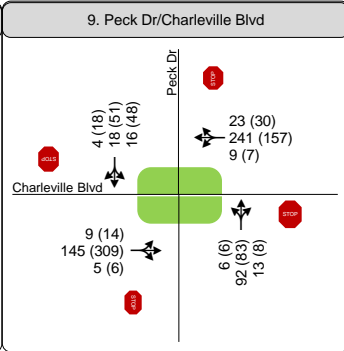 9. Peck Dr/Charleville Blvd
Peck Dr
STOP
4 (18)
18 (51)
16 (48)
23 (30)
241 (157)
9 (7)
STOP
Charleville Blvd
STOP
9 (14)
145 (309)
5 (6)
6 (6)
92 (83)
13 (8)
STOP